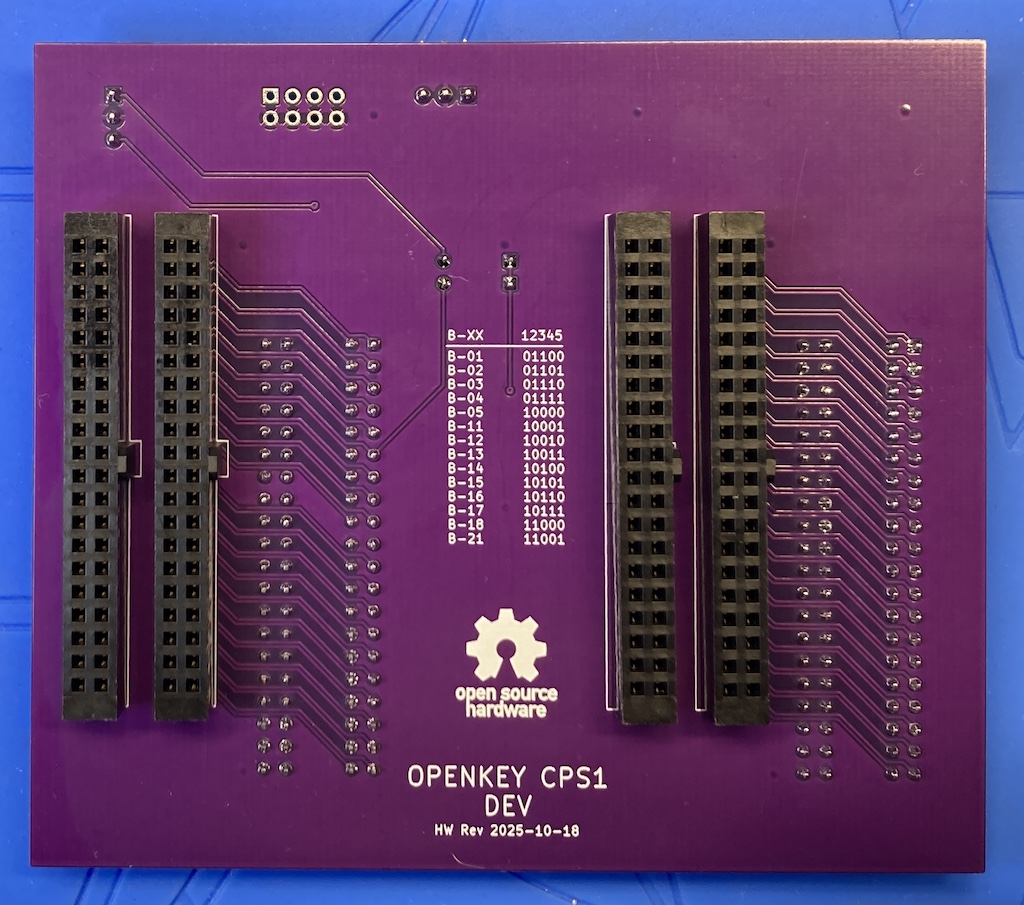 B-XX 12345
B-01 01100
B-02 01101
B-03 01110
B-04 01111
B-05 10000
B-11 10001
B-12 10010
B-13 10011
B-14 10100
B-15 10101
B-16 10110
B-17 10111
B-18 11000
B-21 11001
open source
hardware
OPENKEY CPS1
DEV
HW Rev 2025-10-18